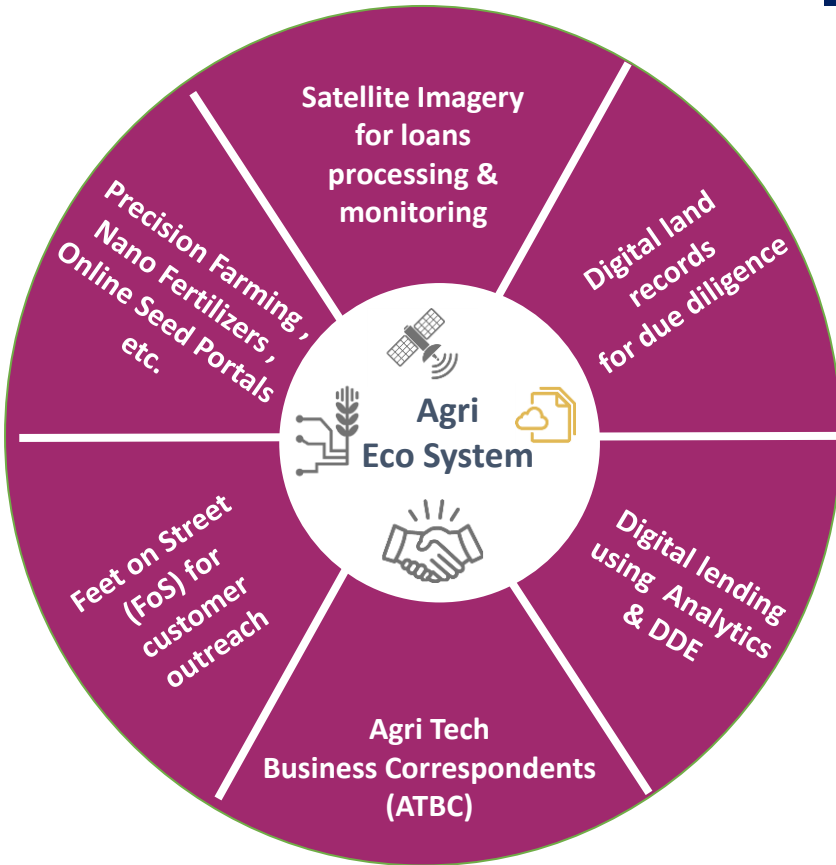 Satellite Imagery
for loans
processing &
monitoring
Digital land
records
for due diligence
Digital lending
using Analytics
& DDE
Agri Tech
Business Correspondents
(ATBC)
Feet on Street
(FoS) for
customer
outreach
Precision Farming ,
Nano Fertilizers ,
Online Seed Portals
etc.
Agri
Eco System